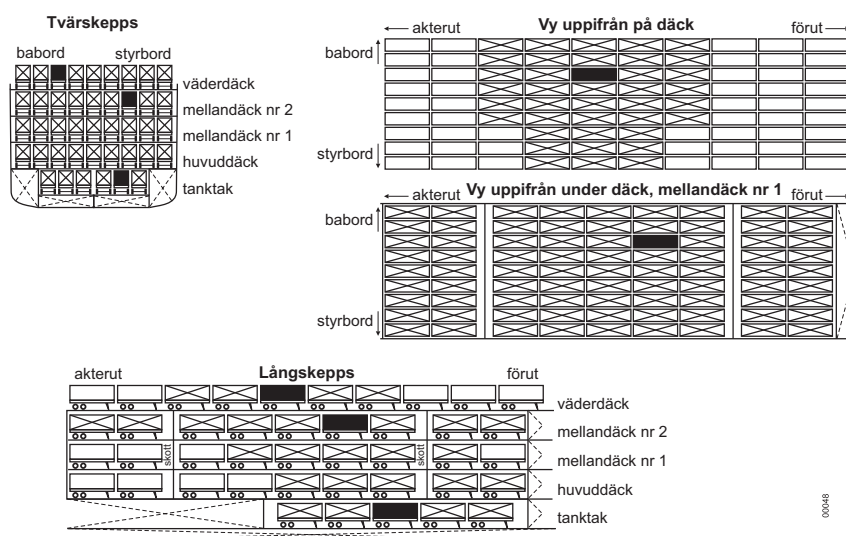 Tvärskepps
babord styrbord
väderdäck
mellandäck nr 2
mellandäck nr 1
huvuddäck
tanktak
akterut Vy uppifrån på däck förut
babord
styrbord
akterut Vy uppifrån under däck, mellandäck nr 1 förut
babord
styrbord
akterut Långskepps förut
väderdäck
mellandäck nr 2
skott skott mellandäck nr 1
huvuddäck
tanktak
00048